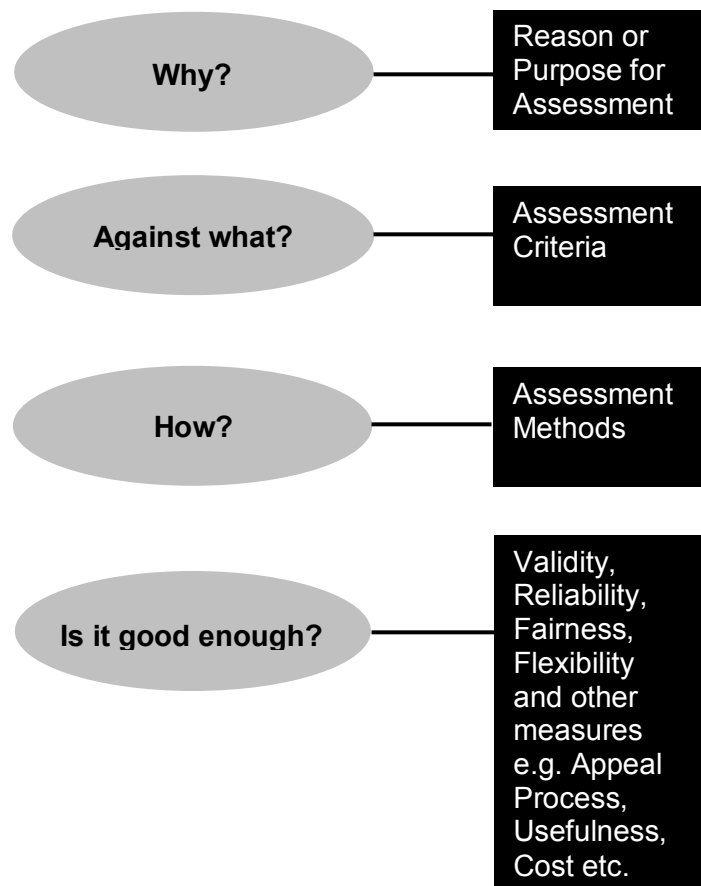 Why?
Reason or
Purpose for
Assessment
Against what?
Assessment
Criteria
How?
Assessment
Methods
Is it good enough?
Validity,
Reliability,
Fairness,
Flexibility
and other
measures
e.g. Appeal
Process,
Usefulness,
Cost etc.